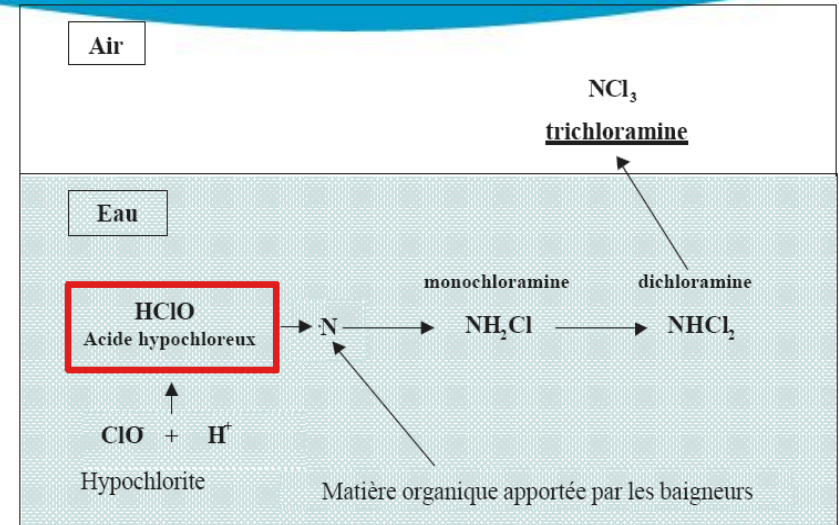 Air
NCl₃
trichloramine
Eau
monochloramine
dichloramine
HClO
Acide hypochloreux
·N
NH₂Cl
NHCl₂
ClO⁻ + H⁺
Hypochlorite
Matière organique apportée par les baigneurs